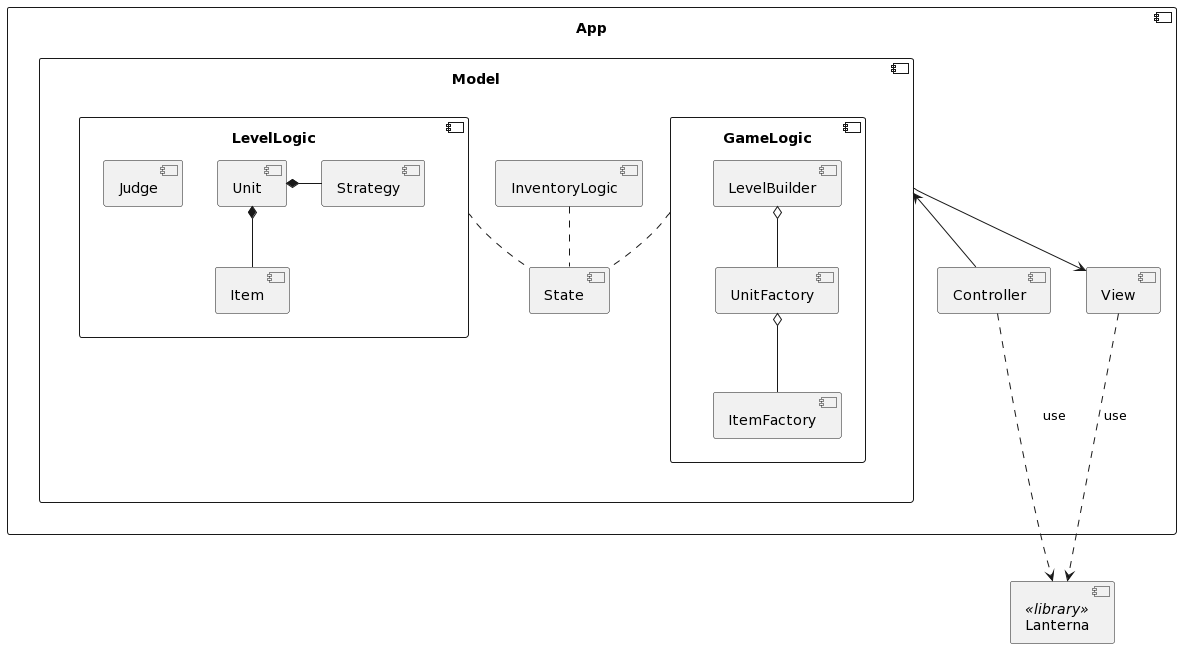 App
Model
LevelLogic
GameLogic
Judge
Unit
Strategy
InventoryLogic
LevelBuilder
Item
State
UnitFactory
Controller
View
ItemFactory
use
use
«library»
Lanterna